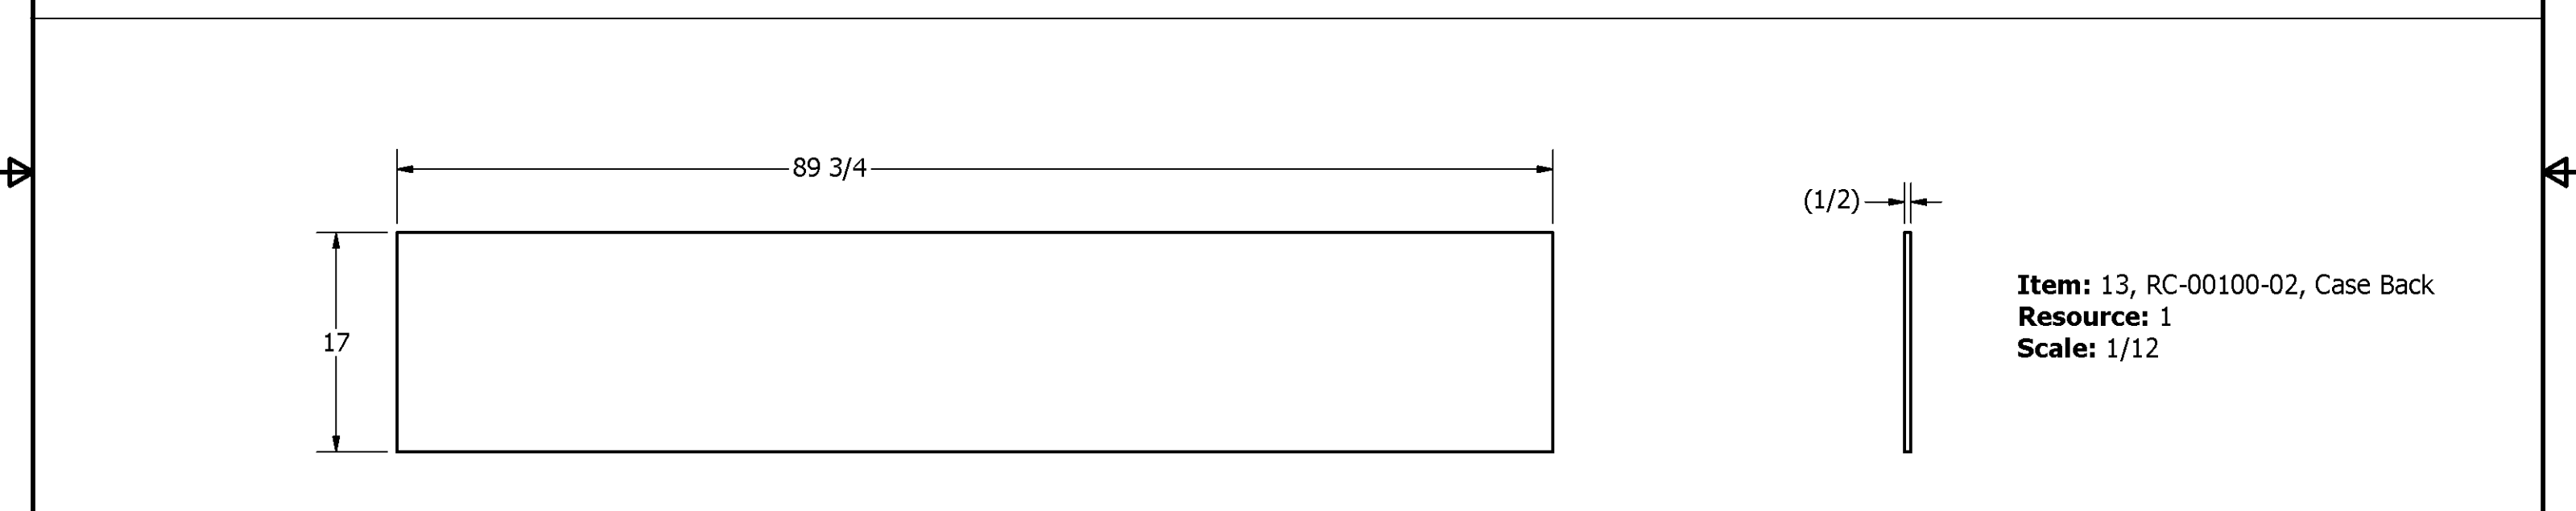 89 3/4
(1/2)
17
Item: 13, RC-00100-02, Case Back
Resource: 1
Scale: 1/12